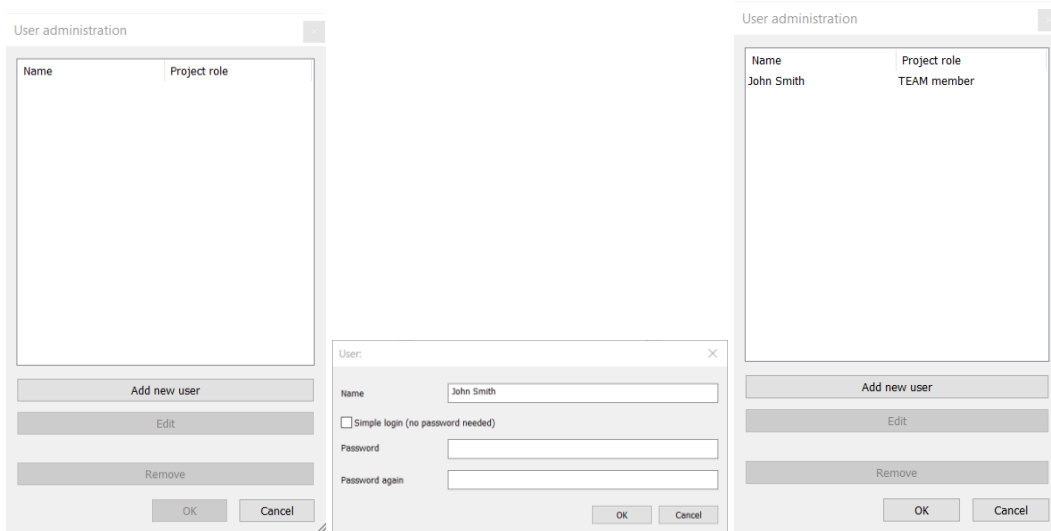 User administration
Name Project role
Add new user
Edit
Remove
OK Cancel
User:
Name John Smith
Simple login (no password needed)
Password
Password again
OK Cancel
User administration
Name Project role
John Smith TEAM member
Add new user
Edit
Remove
OK Cancel